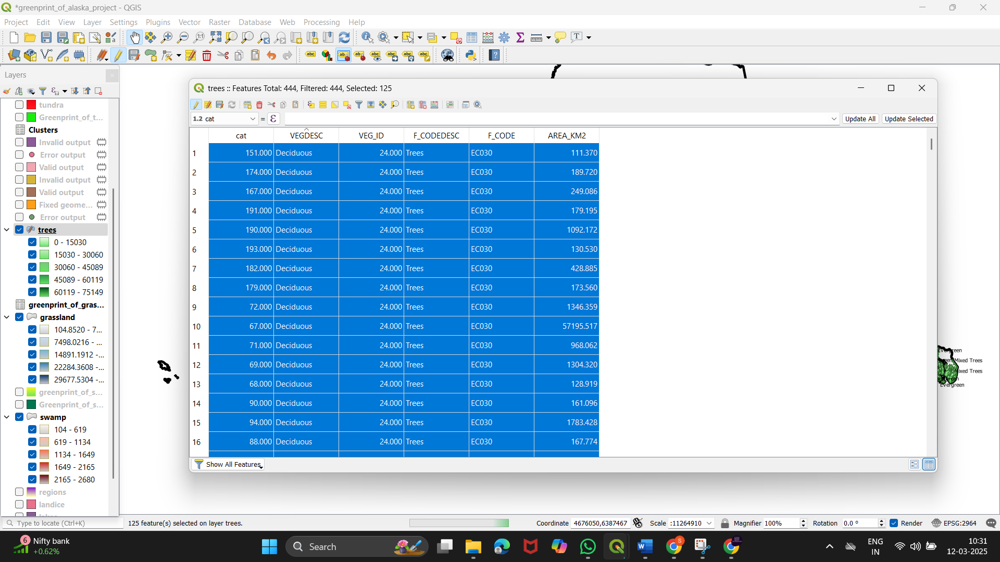 *greenprint_of_alaska_project - QGIS
Project Edit View Layer Settings Plugins Vector Raster Database Web Processing Help
Layers
tundra
Greenprint_of_t...
Clusters
Invalid output
Error output
Valid output
Invalid output
Valid output
Fixed geome...
Error output
trees
0 - 15030
15030 - 30060
30060 - 45089
45089 - 60119
60119 - 75149
greenprint_of_gras...
grassland
104.8520 - 7...
7498.0216 - ...
14891.1912 -...
22284.3608 -...
29677.5304 -...
greenprint_of_s...
Greenprint_of_s...
swamp
104 - 619
619 - 1134
1134 - 1649
1649 - 2165
2165 - 2680
regions
landice
trees :: Features Total: 444, Filtered: 444, Selected: 125
1.2 cat = ε Update All Update Selected
cat VEGDESC VEG_ID F_CODEDESC F_CODE AREA_KM2
1 151.000 Deciduous 24.000 Trees EC030 111.370
2 174.000 Deciduous 24.000 Trees EC030 189.720
3 167.000 Deciduous 24.000 Trees EC030 249.086
4 191.000 Deciduous 24.000 Trees EC030 179.195
5 190.000 Deciduous 24.000 Trees EC030 1092.172
6 193.000 Deciduous 24.000 Trees EC030 130.530
7 182.000 Deciduous 24.000 Trees EC030 428.885
8 179.000 Deciduous 24.000 Trees EC030 173.560
9 72.000 Deciduous 24.000 Trees EC030 1346.359
10 67.000 Deciduous 24.000 Trees EC030 57195.517
11 71.000 Deciduous 24.000 Trees EC030 968.062
12 69.000 Deciduous 24.000 Trees EC030 1304.320
13 68.000 Deciduous 24.000 Trees EC030 128.919
14 90.000 Deciduous 24.000 Trees EC030 161.096
15 94.000 Deciduous 24.000 Trees EC030 1783.428
16 88.000 Deciduous 24.000 Trees EC030 167.774
Show All Features
Mixed Trees
Mixed Trees
Evergreen
Type to locate (Ctrl+K) 125 feature(s) selected on layer trees. Coordinate 4676050,6387467 Scale :11264910 Magnifier 100% Rotation 0.0 ° Render EPSG:2964
6 Nifty bank
+0.62%
Search
ENG
IN
10:31
12-03-2025